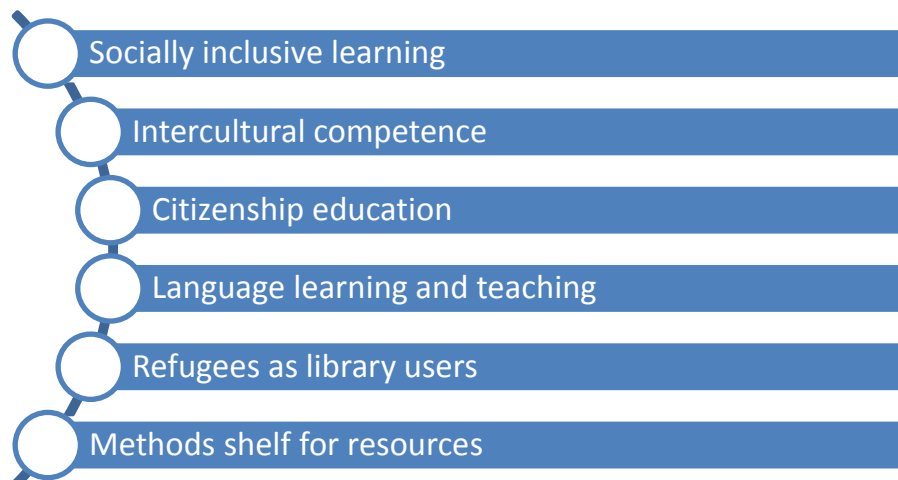 Socially inclusive learning
Intercultural competence
Citizenship education
Language learning and teaching
Refugees as library users
Methods shelf for resources